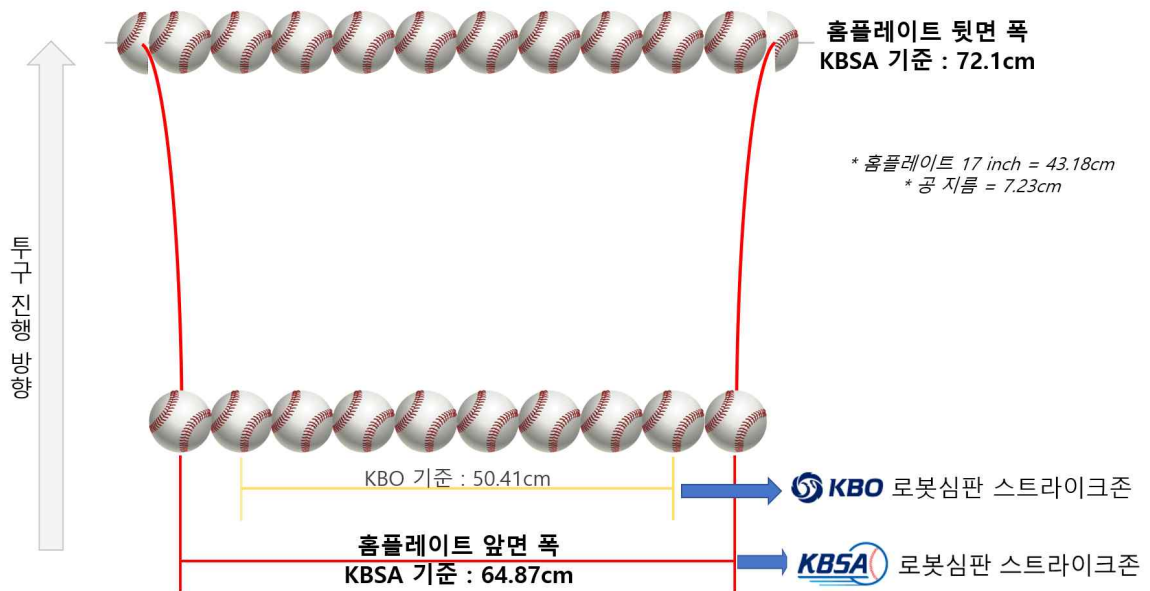 홈플레이트 뒷면 폭
KBSA 기준 : 72.1cm
* 홈플레이트 17 inch = 43.18cm
* 공 지름 = 7.23cm
투구 진행 방향
KBO 기준 : 50.41cm
KBO 로봇심판 스트라이크존
홈플레이트 앞면 폭
KBSA 기준 : 64.87cm
KBSA 로봇심판 스트라이크존